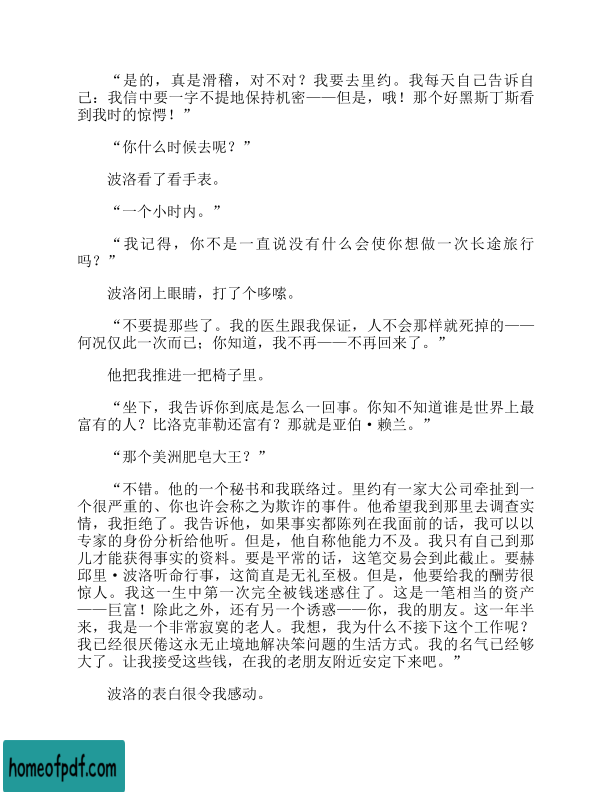 “是的，真是滑稽，对不对？我要去里约。我每天自己告诉自
己：我信中要一字不提地保持机密——但是，哦！那个好黑斯丁斯看
到我时的惊愕！”
“你什么时候去呢？”
波洛看了看手表。
“一个小时内。”
“我记得，你不是一直说没有什么会使你想做一次长途旅行
吗？”
波洛闭上眼睛，打了个哆嗦。
“不要提那些了。我的医生跟我保证，人不会那样就死掉的——
何况仅此一次而已；你知道，我不再——不再回来了。”
他把我推进一把椅子里。
“坐下，我告诉你到底是怎么一回事。你知不知道谁是世界上最
富有的人？比洛克菲勒还富有？那就是亚伯·赖兰。”
“那个美洲肥皂大王？”
“不错。他的一个秘书和我联络过。里约有一家大公司牵扯到一
个很严重的、你也许会称之为欺诈的事件。他希望我到那里去调查实
情，我拒绝了。我告诉他，如果事实都陈列在我面前的话，我可以以
专家的身份分析给他听。但是，他自称他能力不及。我只有自己到那
儿才能获得事实的资料。要是平常的话，这笔交易会到此截止。要赫
邱里·波洛听命行事，这简直是无礼至极。但是，他要给我的酬劳很
惊人。我这一生中第一次完全被钱迷惑住了。这是一笔相当的资产
——巨富！除此之外，还有另一个诱惑——你，我的朋友。这一年半
来，我是一个非常寂寞的老人。我想，我为什么不接下这个工作呢？
我已经很厌倦这永无止境地解决笨问题的生活方式。我的名气已经够
大了。让我接受这些钱，在我的老朋友附近安定下来吧。”
波洛的表白很令我感动。
homeofpdf.com